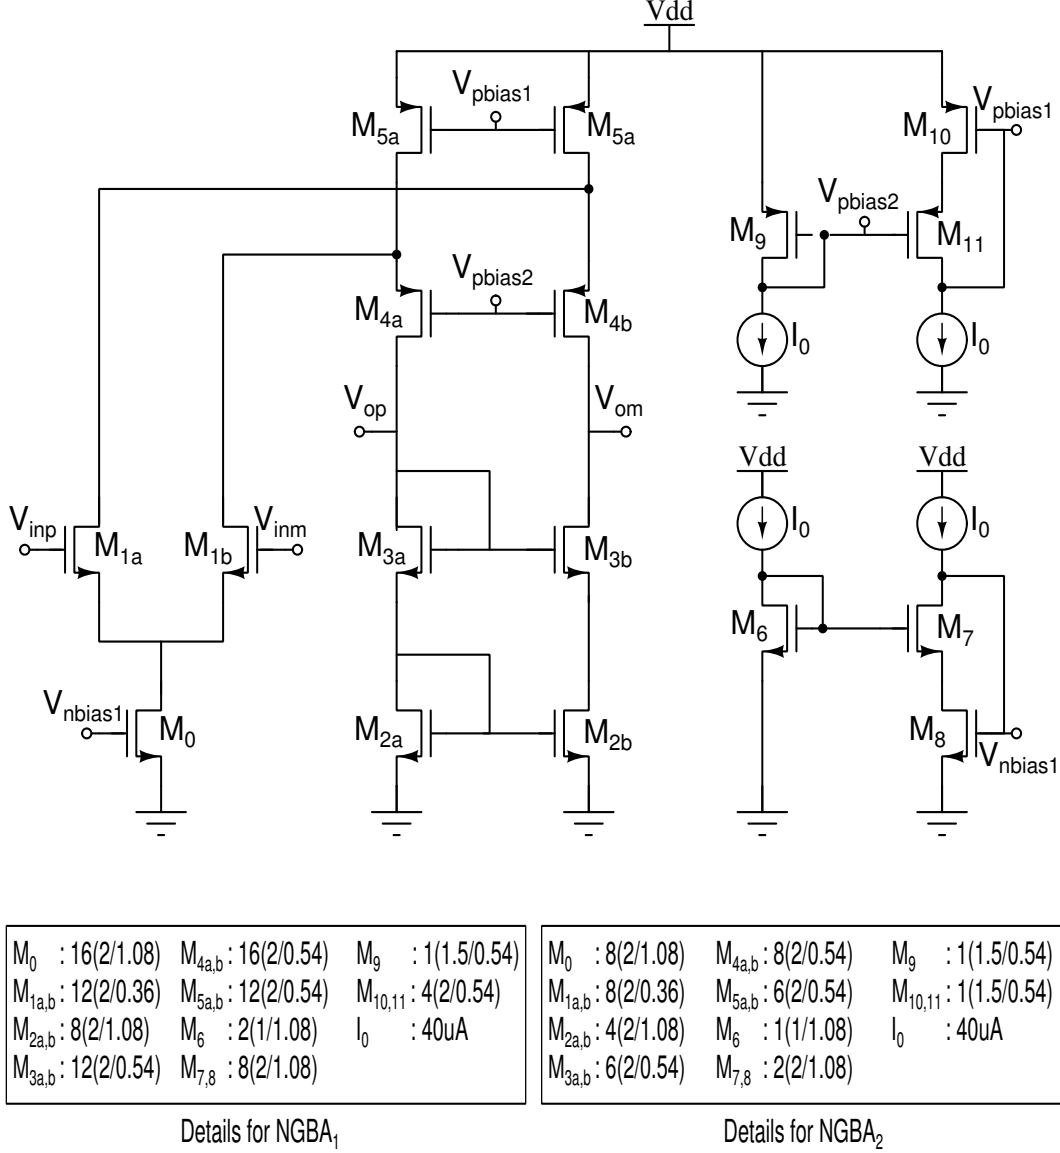 Vdd
V_pbias1
M_5a
M_5a
V_pbias1
M_10
V_pbias2
M_9
M_11
V_pbias2
M_4a
M_4b
I_0
I_0
V_op
V_om
Vdd
Vdd
V_inp
M_1a
M_1b
V_inm
M_3a
M_3b
I_0
I_0
M_6
M_7
V_nbias1
M_0
M_2a
M_2b
M_8
V_nbias1
M_0 : 16(2/1.08) M_4a,b : 16(2/0.54) M_9 : 1(1.5/0.54)
M_1a,b : 12(2/0.36) M_5a,b : 12(2/0.54) M_10,11 : 4(2/0.54)
M_2a,b : 8(2/1.08) M_6 : 2(1/1.08) I_0 : 40uA
M_3a,b : 12(2/0.54) M_7,8 : 8(2/1.08)
Details for NGBA_1
M_0 : 8(2/1.08) M_4a,b : 8(2/0.54) M_9 : 1(1.5/0.54)
M_1a,b : 8(2/0.36) M_5a,b : 6(2/0.54) M_10,11 : 1(1.5/0.54)
M_2a,b : 4(2/1.08) M_6 : 1(1/1.08) I_0 : 40uA
M_3a,b : 6(2/0.54) M_7,8 : 2(2/1.08)
Details for NGBA_2